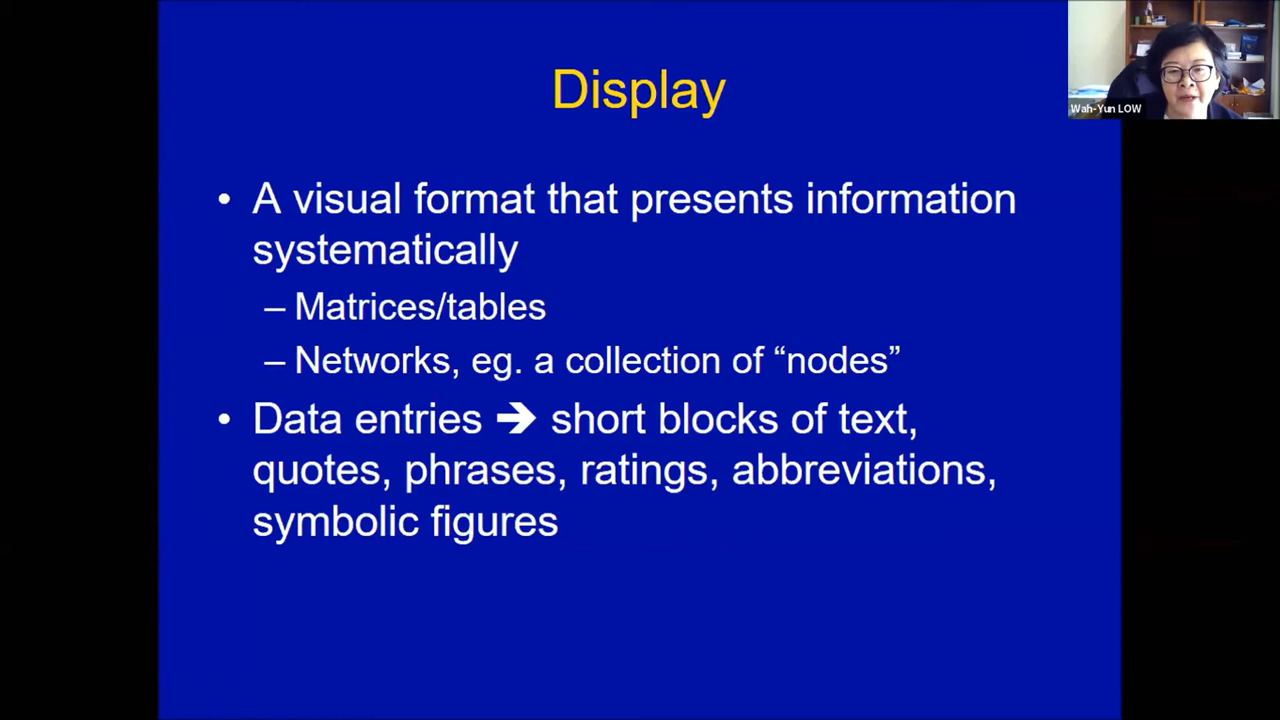 Display
Wah-Yun LOW
• A visual format that presents information
systematically
– Matrices/tables
– Networks, eg. a collection of “nodes”
• Data entries ➔ short blocks of text,
quotes, phrases, ratings, abbreviations,
symbolic figures